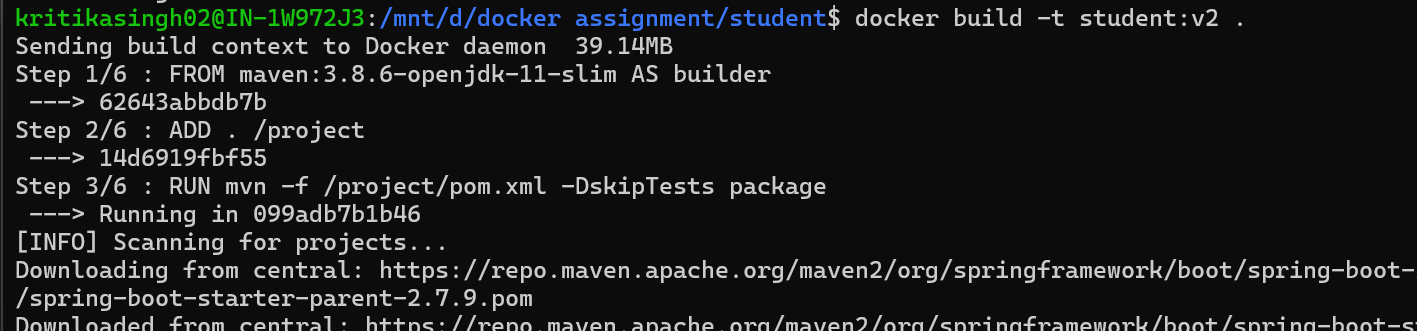 kritikasingh02@IN-1W972J3:/mnt/d/docker assignment/student$ docker build -t student:v2 .
Sending build context to Docker daemon  39.14MB
Step 1/6 : FROM maven:3.8.6-openjdk-11-slim AS builder
 ---> 62643abbdb7b
Step 2/6 : ADD . /project
 ---> 14d6919fbf55
Step 3/6 : RUN mvn -f /project/pom.xml -DskipTests package
 ---> Running in 099adb7b1b46
[INFO] Scanning for projects...
Downloading from central: https://repo.maven.apache.org/maven2/org/springframework/boot/spring-boot-
/spring-boot-starter-parent-2.7.9.pom
Downloaded from central: https://repo.maven.apache.org/maven2/org/springframework/boot/spring-boot-s